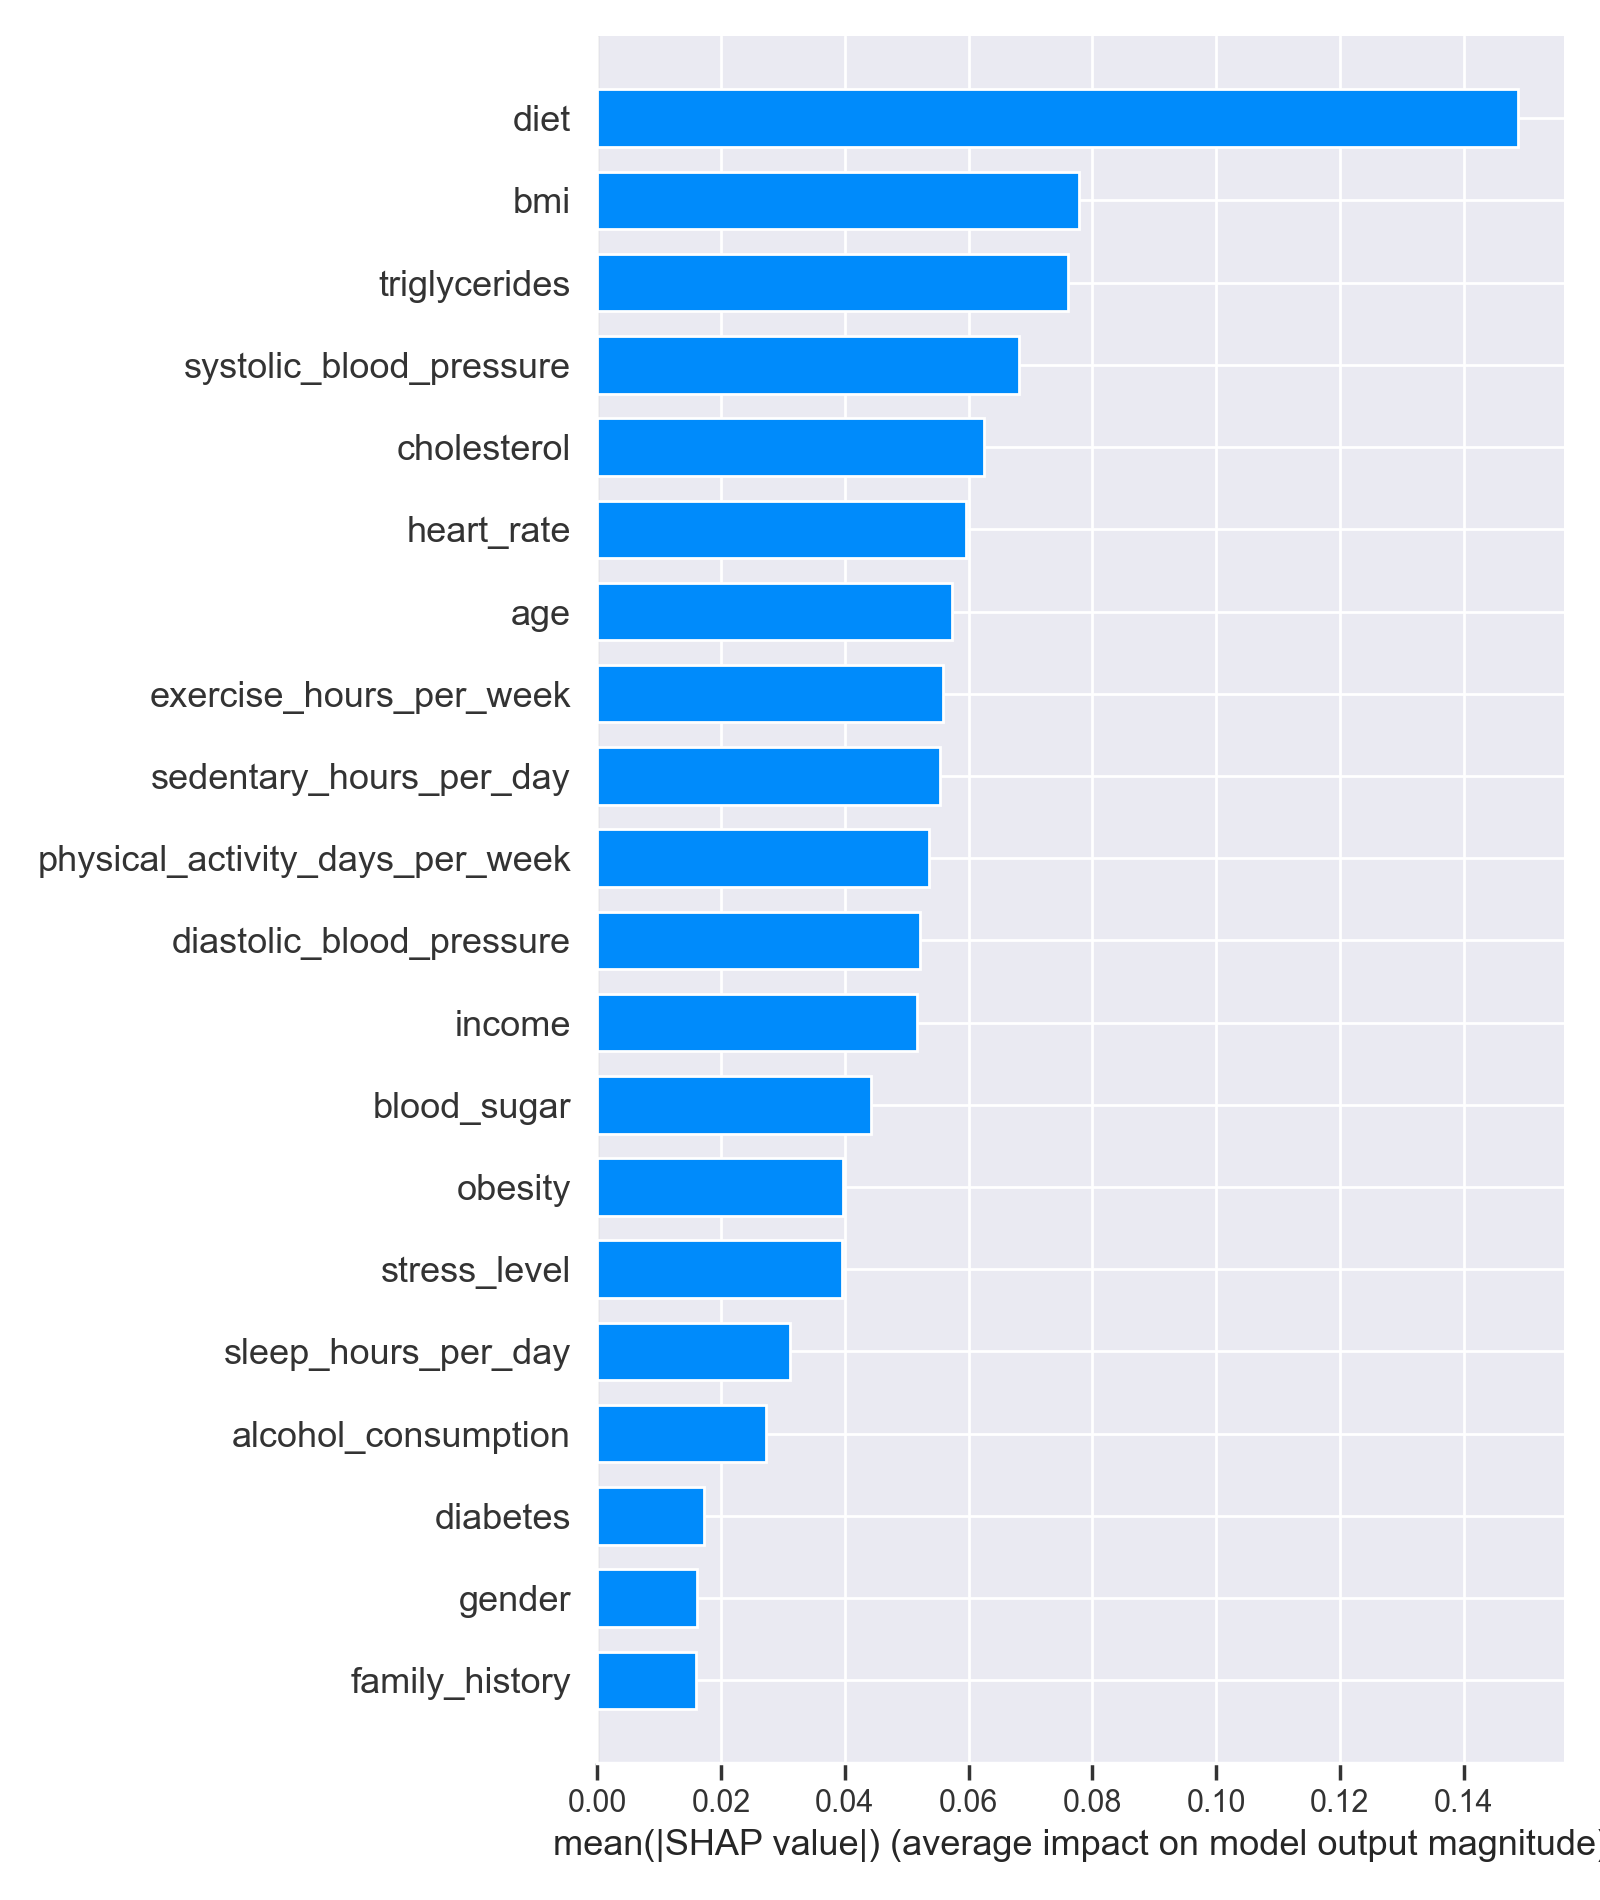 diet
bmi
triglycerides
systolic_blood_pressure
cholesterol
heart_rate
age
exercise_hours_per_week
sedentary_hours_per_day
physical_activity_days_per_week
diastolic_blood_pressure
income
blood_sugar
obesity
stress_level
sleep_hours_per_day
alcohol_consumption
diabetes
gender
family_history
0.00 0.02 0.04 0.06 0.08 0.10 0.12 0.14
mean(|SHAP value|) (average impact on model output magnitude)